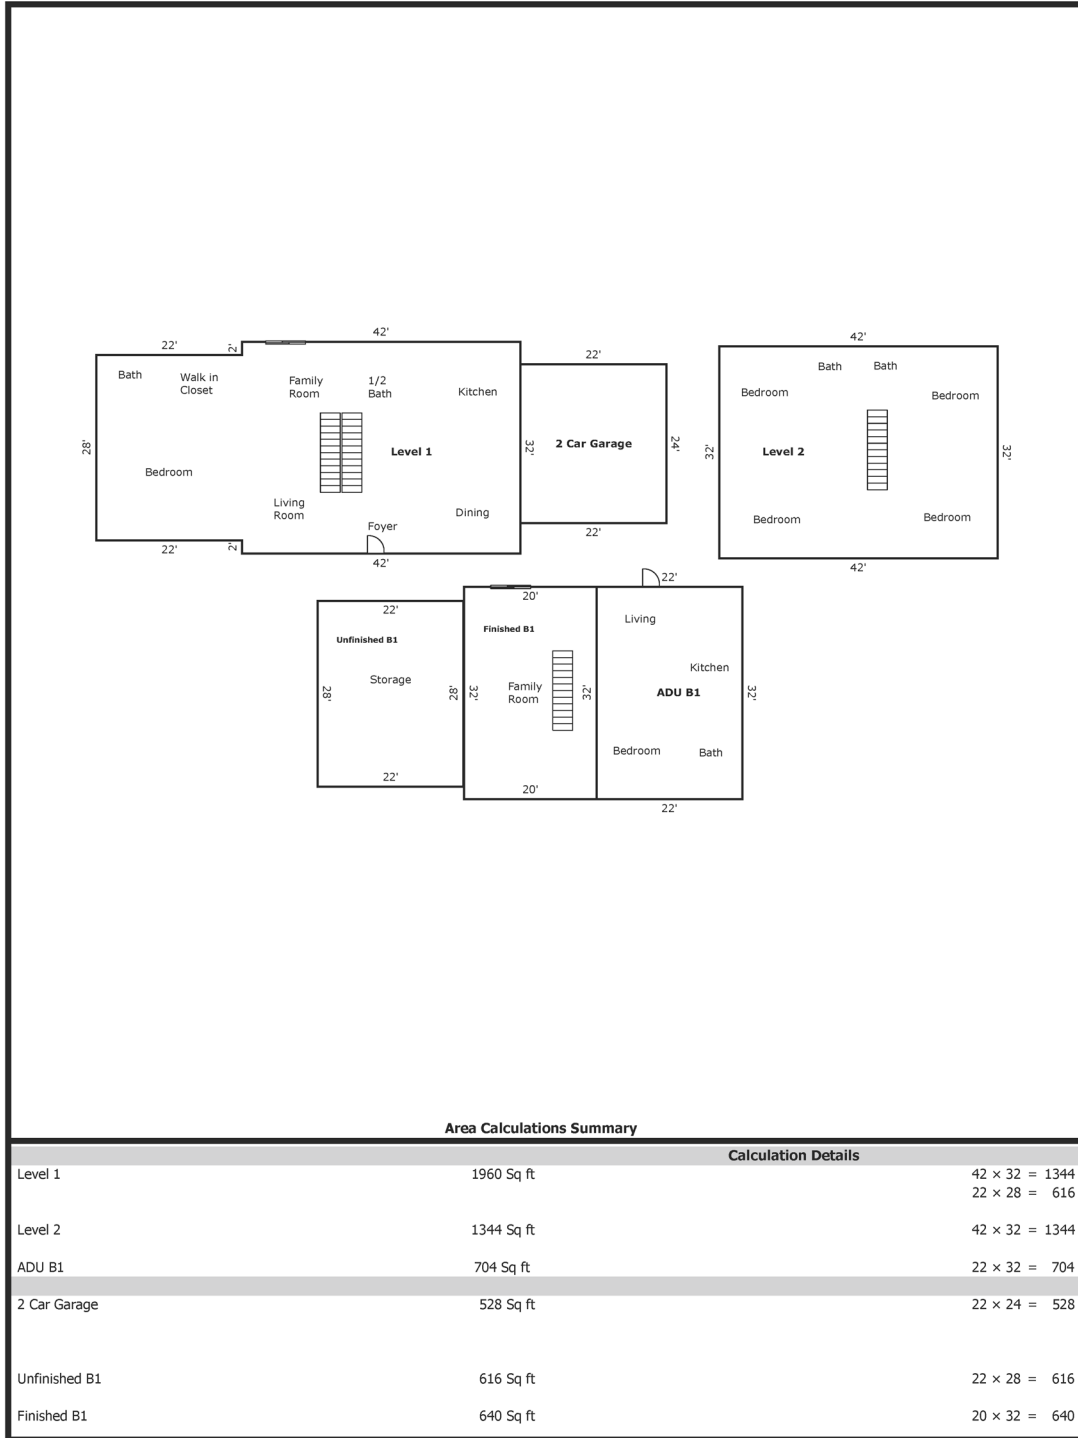 42'
22'
2'
Bath
Walk in
Closet
Family
Room
1/2
Bath
Kitchen
28'
Bedroom
Level 1
32'
Living
Room
Foyer
Dining
22'
2'
42'
22'
2 Car Garage
24'
22'
42'
Bath
Bath
Bedroom
Bedroom
32'
Level 2
32'
Bedroom
Bedroom
42'
22'
Unfinished B1
Storage
28'
28'
22'
20'
Finished B1
32'
Family
Room
32'
20'
22'
Living
Kitchen
ADU B1
32'
Bedroom
Bath
22'
Area Calculations Summary
Calculation Details
Level 1 1960 Sq ft 42 × 32 = 1344
22 × 28 = 616
Level 2 1344 Sq ft 42 × 32 = 1344
ADU B1 704 Sq ft 22 × 32 = 704
2 Car Garage 528 Sq ft 22 × 24 = 528
Unfinished B1 616 Sq ft 22 × 28 = 616
Finished B1 640 Sq ft 20 × 32 = 640